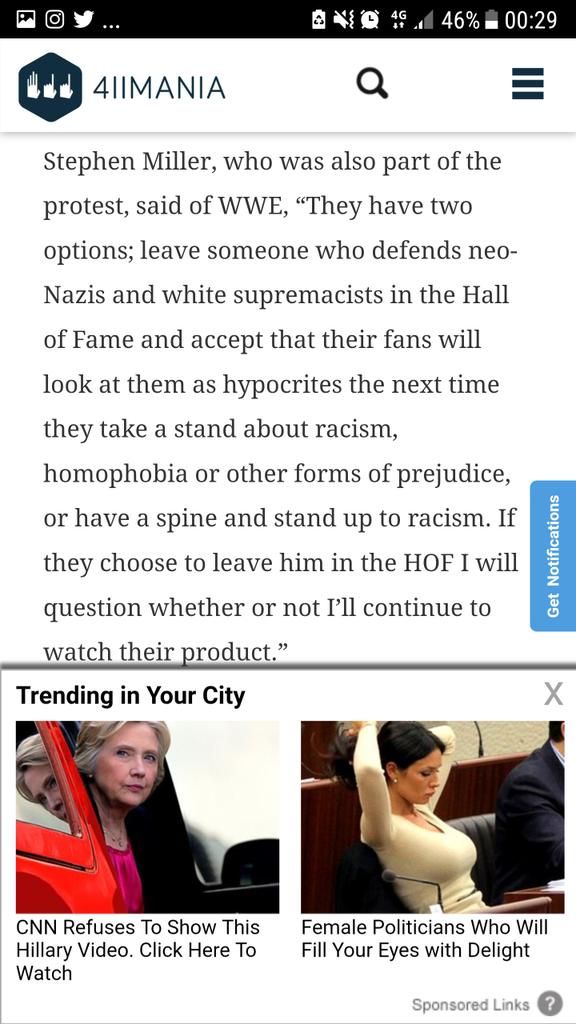 4G 46% 00:29
411MANIA
Stephen Miller, who was also part of the
protest, said of WWE, “They have two
options; leave someone who defends neo-
Nazis and white supremacists in the Hall
of Fame and accept that their fans will
look at them as hypocrites the next time
they take a stand about racism,
homophobia or other forms of prejudice,
or have a spine and stand up to racism. If
they choose to leave him in the HOF I will
question whether or not I’ll continue to
watch their product.”
Get Notifications
Trending in Your City
X
CNN Refuses To Show This
Hillary Video. Click Here To
Watch
Female Politicians Who Will
Fill Your Eyes with Delight
Sponsored Links ?